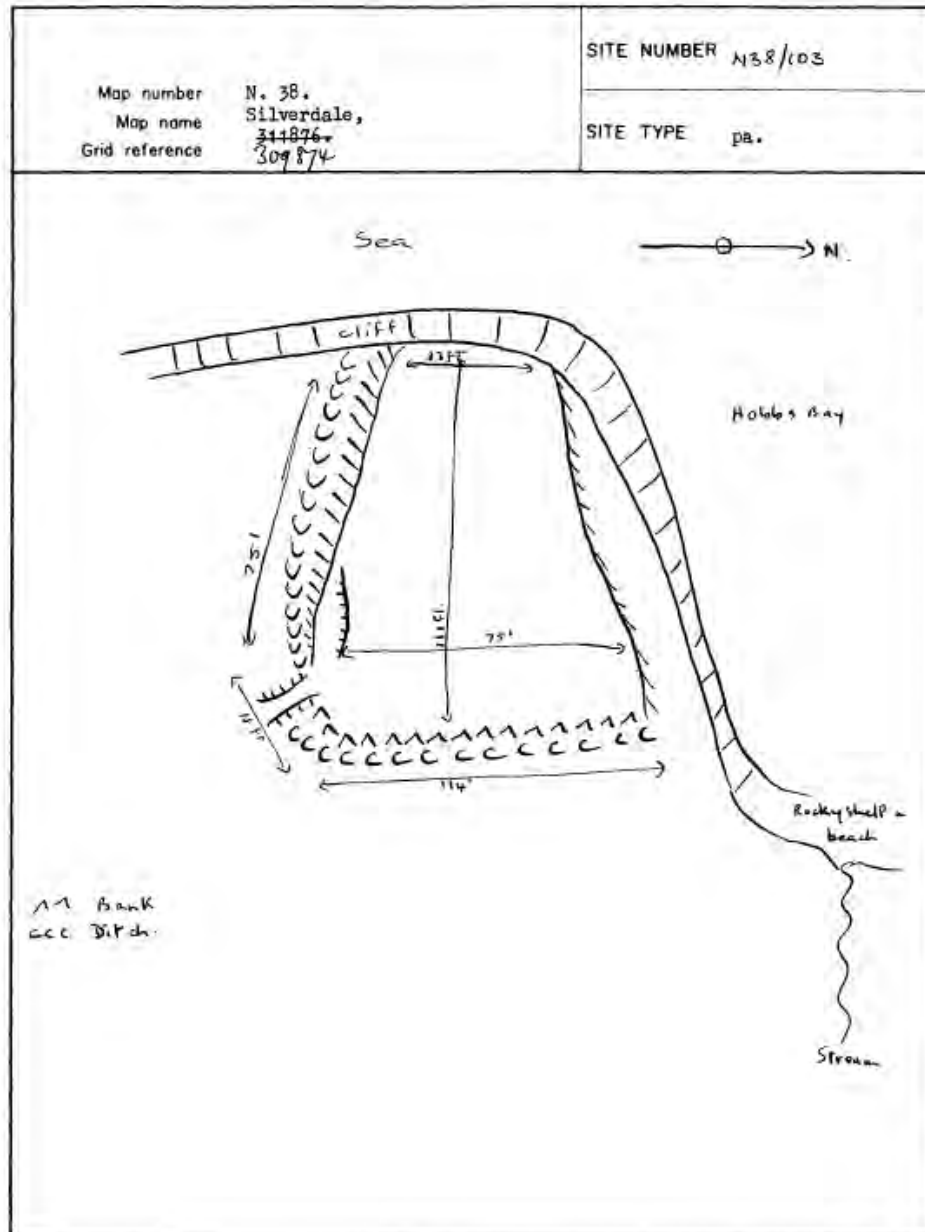 SITE NUMBER N38/103
Map number N. 38.
Map name Silverdale,
311876.
Grid reference 309874
SITE TYPE pa.
Sea
N.
cliff
Hobbs Bay
75'
75'
114'
Rocky shelf
beach
^^ Bank
ccc Ditch.
Stream